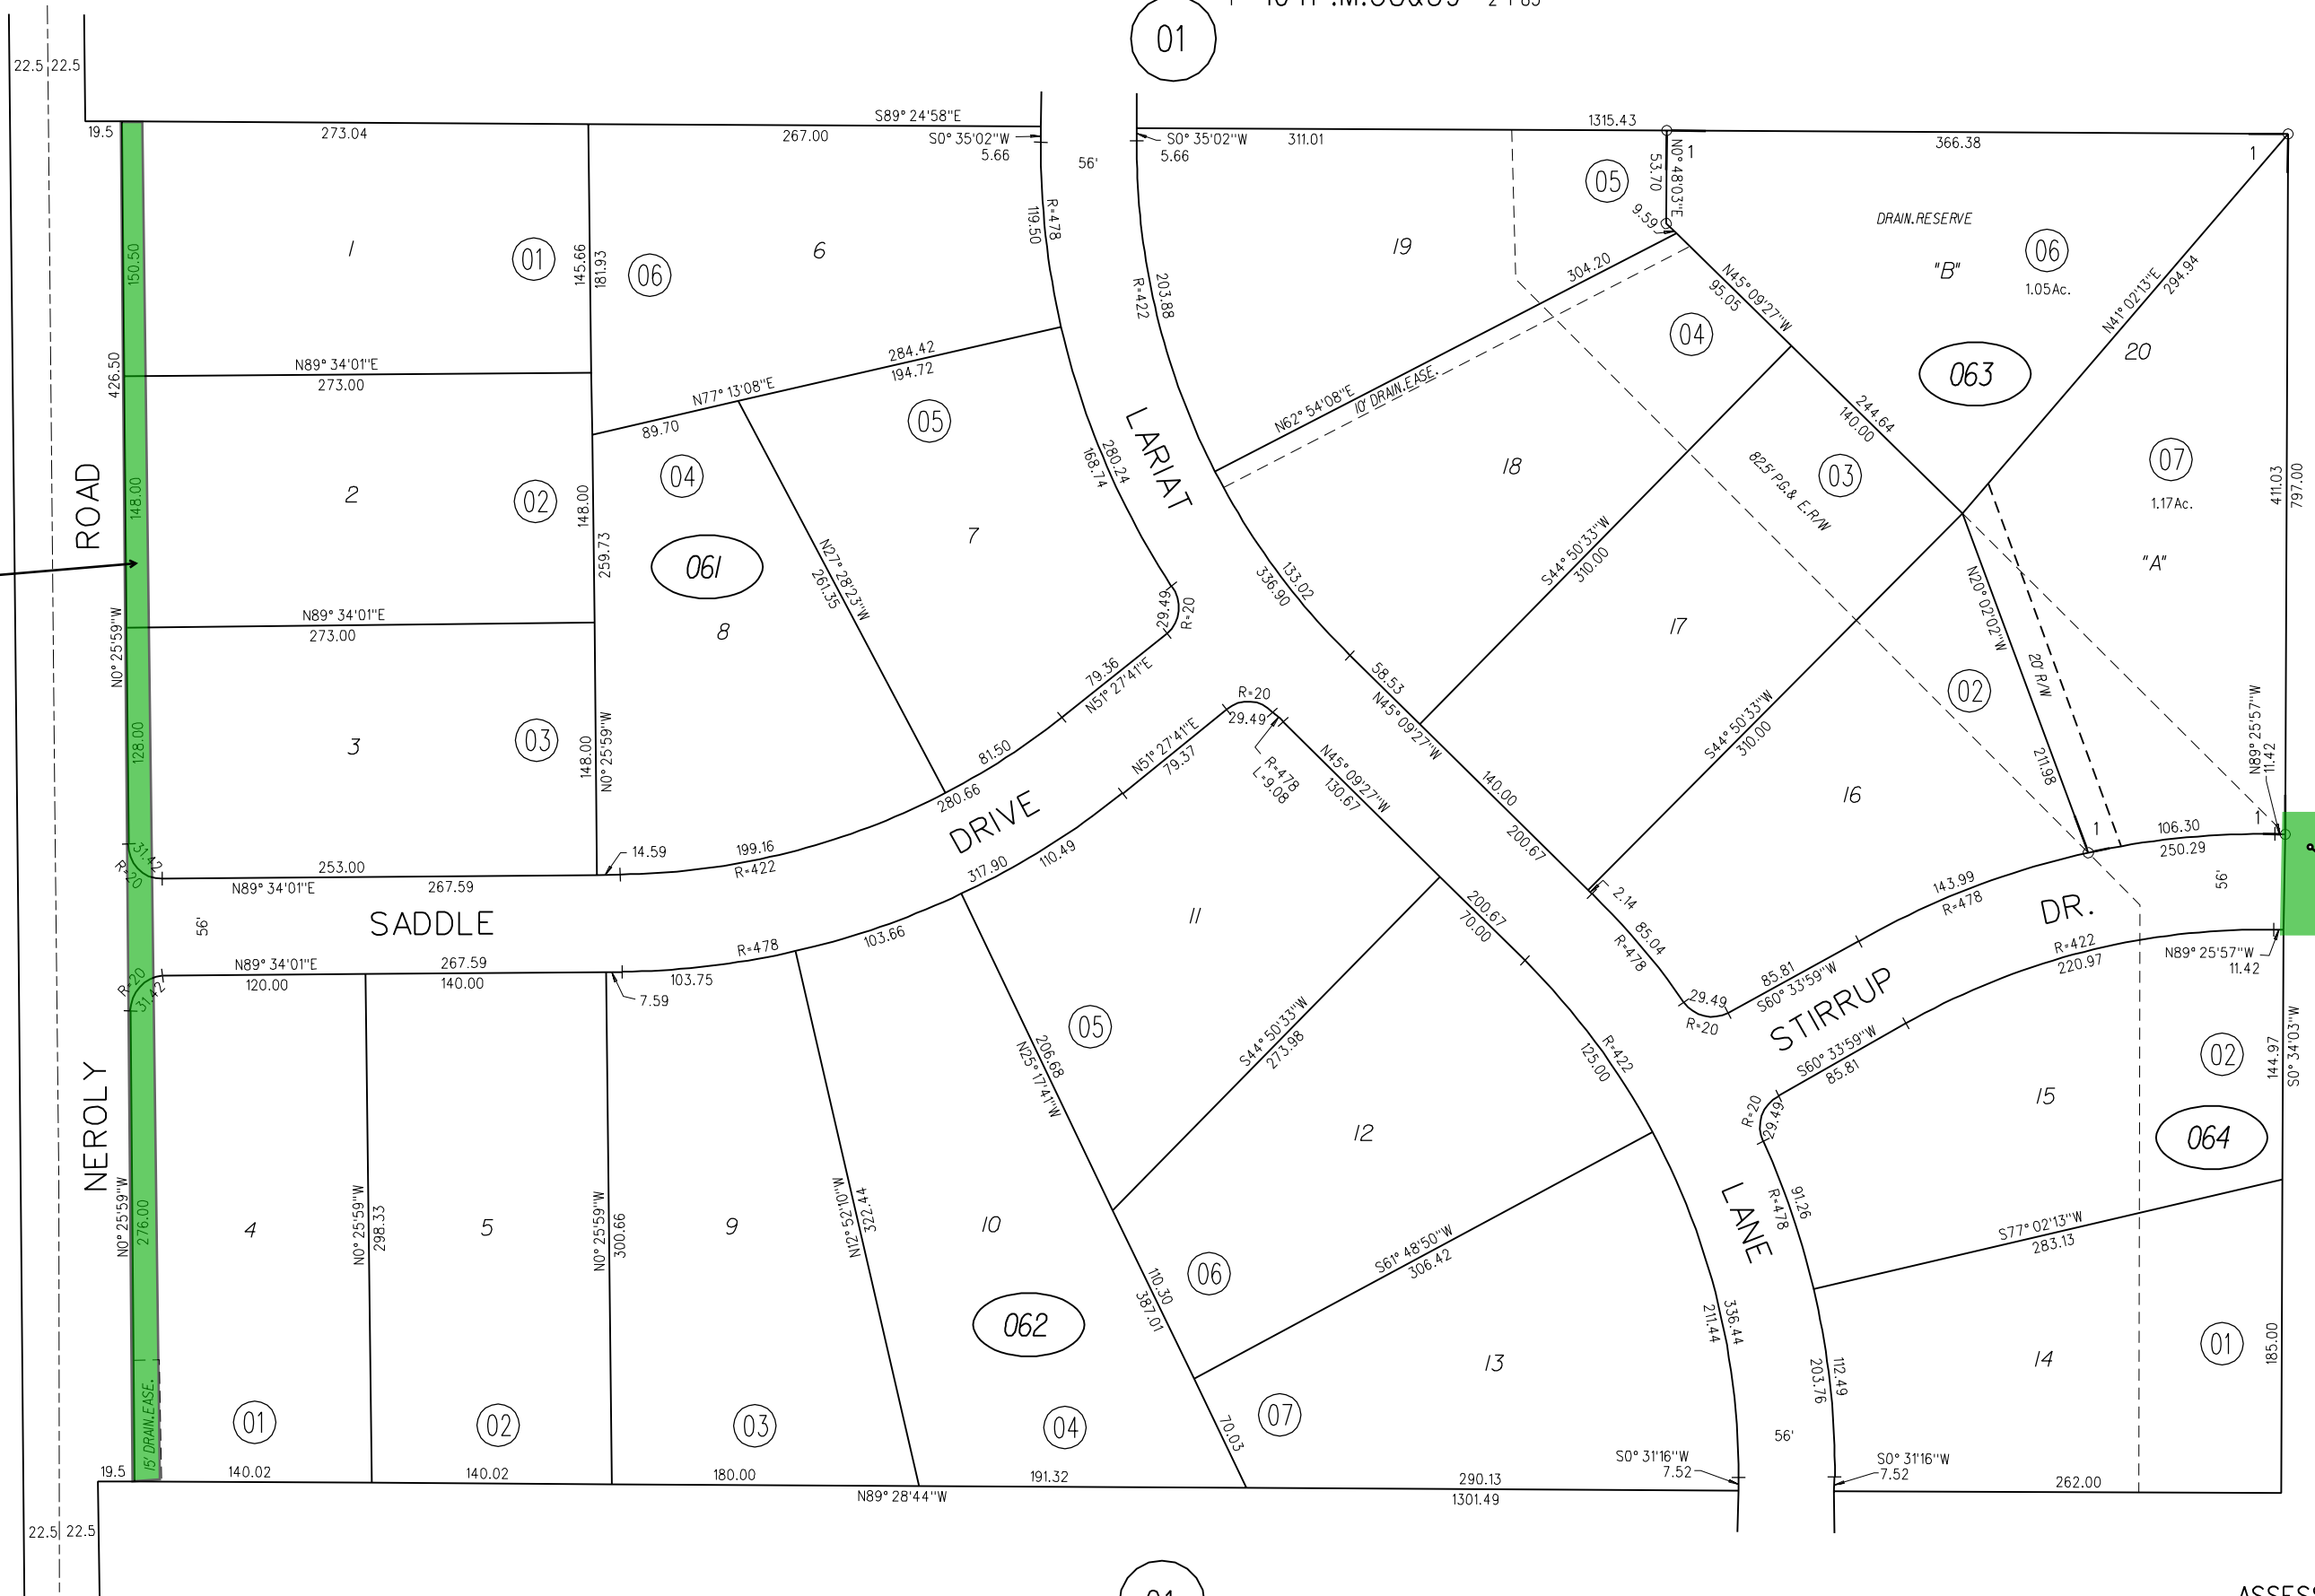 01
22.5 22.5
19.5
273.04
267.00
S89° 24'58"E
S0° 35'02"W
5.66
56'
S0° 35'02"W
5.66
311.01
1315.43
366.38
1
1
N0° 48'03"E
53.70
9.59
05
DRAIN.RESERVE
"B"
06
1.05Ac.
N41° 02'13"E
294.94
20
063
07
1.17Ac.
"A"
411.03
797.00
150.50
1
01
145.66
181.93
06
6
R=478
119.50
203.88
R=422
19
304.20
N62° 54'08"E
10' DRAIN.EASE.
N45° 09'27"W
95.05
04
244.64
140.00
03
82.5' P.G.& E.R/W
426.50
N89° 34'01"E
273.00
284.42
194.72
N77° 13'08"E
89.70
05
04
LARIAT
280.24
168.74
18
ROAD
148.00
2
02
148.00
259.73
061
7
8
N27° 28'23"W
261.35
29.49
R=20
133.02
336.90
S44° 50'33"W
310.00
17
N20° 02'02"W
20' R/W
211.98
02
N0° 25'59"W
N89° 34'01"E
273.00
128.00
3
03
148.00
N0° 25'59"W
79.36
N51° 27'41"E
81.50
280.66
R=20
29.49
N51° 27'41"E
79.37
R=478
L=9.08
58.53
N45° 09'27"W
S44° 50'33"W
310.00
16
N45° 09'27"W
130.67
140.00
200.67
N89° 25'57"W
11.42
1
1
106.30
250.29
56'
31.42
R=20
253.00
N89° 34'01"E
267.59
14.59
199.16
R=422
DRIVE
317.90
110.49
SADDLE
56'
2.14
85.04
R=478
143.99
R=478
DR.
R=422
220.97
N89° 25'57"W
11.42
R=20
31.42
N89° 34'01"E
120.00
267.59
140.00
7.59
103.75
R=478
103.66
11
200.67
70.00
29.49
R=20
85.81
S60° 33'59"W
STIRRUP
S60° 33'59"W
85.81
02
144.97
S0° 34'03"W
NEROLY
05
206.68
N25° 17'41"W
S44° 50'33"W
273.98
R=422
125.00
R=20
29.49
15
064
12
N0° 25'59"W
276.00
4
N0° 25'59"W
298.33
5
N0° 25'59"W
300.66
9
N12° 52'10"W
322.44
10
062
06
110.30
387.01
S61° 48'50"W
306.42
LANE
91.26
R=478
S77° 02'13"W
283.13
336.44
211.44
13
112.49
203.76
14
01
185.00
15' DRAIN.EASE.
01
02
03
04
07
70.03
56'
S0° 31'16"W
7.52
S0° 31'16"W
7.52
19.5
140.02
140.02
180.00
191.32
290.13
262.00
N89° 28'44"W
1301.49
22.5 22.5